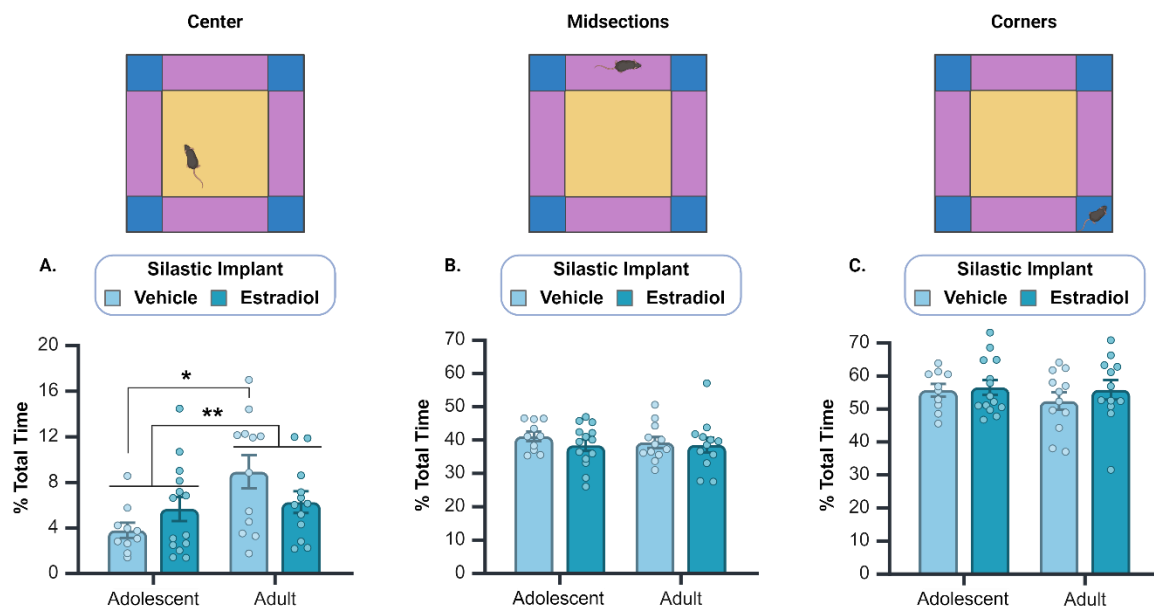 Center
Midsections
Corners
A.
Silastic Implant
Vehicle Estradiol
B.
Silastic Implant
Vehicle Estradiol
C.
Silastic Implant
Vehicle Estradiol
% Total Time
20
16
12
8
4
0
*
**
Adolescent Adult
% Total Time
70
60
50
40
30
20
10
0
Adolescent Adult
% Total Time
70
60
50
40
30
20
10
0
Adolescent Adult